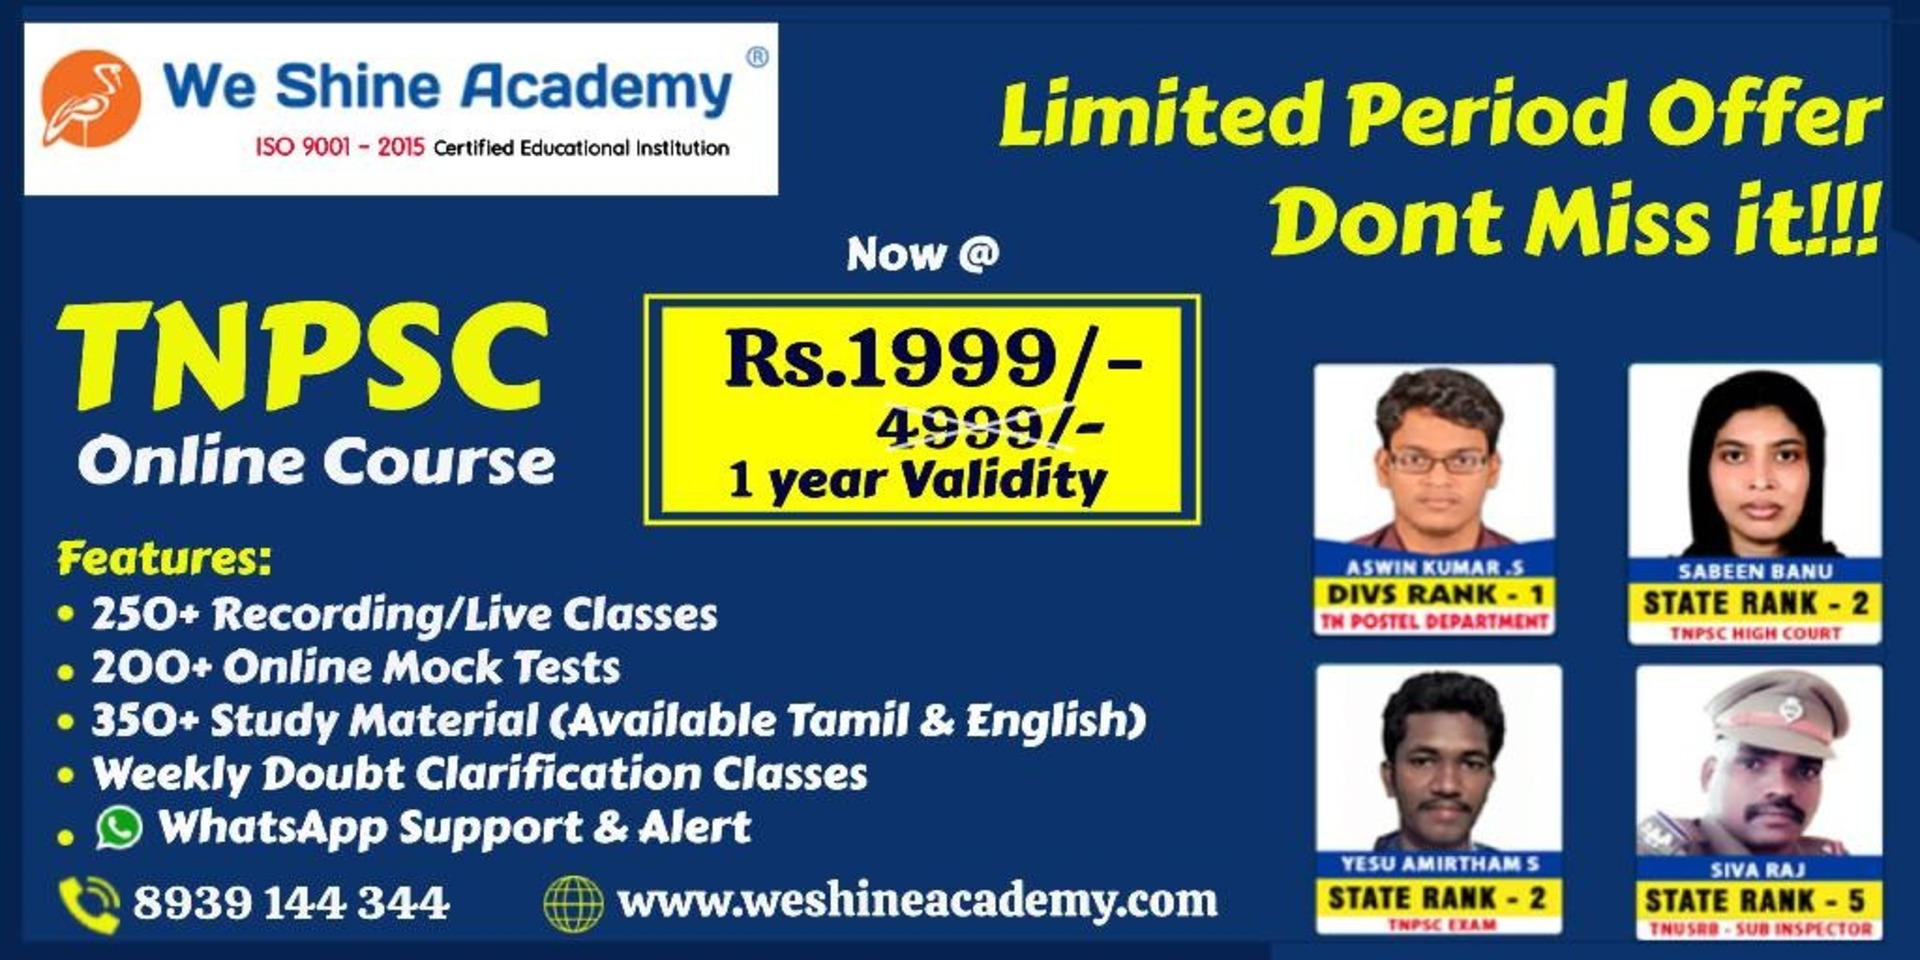 We Shine Academy ®
ISO 9001 - 2015 Certified Educational Institution
Limited Period Offer
Dont Miss it!!!
Now @
TNPSC
Online Course
Rs.1999/-
4999/-
1 year Validity
Features:
• 250+ Recording/Live Classes
• 200+ Online Mock Tests
• 350+ Study Material (Available Tamil & English)
• Weekly Doubt Clarification Classes
• WhatsApp Support & Alert
8939 144 344
www.weshineacademy.com
ASWIN KUMAR .S
DIVS RANK - 1
TN POSTEL DEPARTMENT
SABEEN BANU
STATE RANK - 2
TNPSC HIGH COURT
YESU AMIRTHAM S
STATE RANK - 2
TNPSC EXAM
SIVA RAJ
STATE RANK - 5
TNUSRB - SUB INSPECTOR